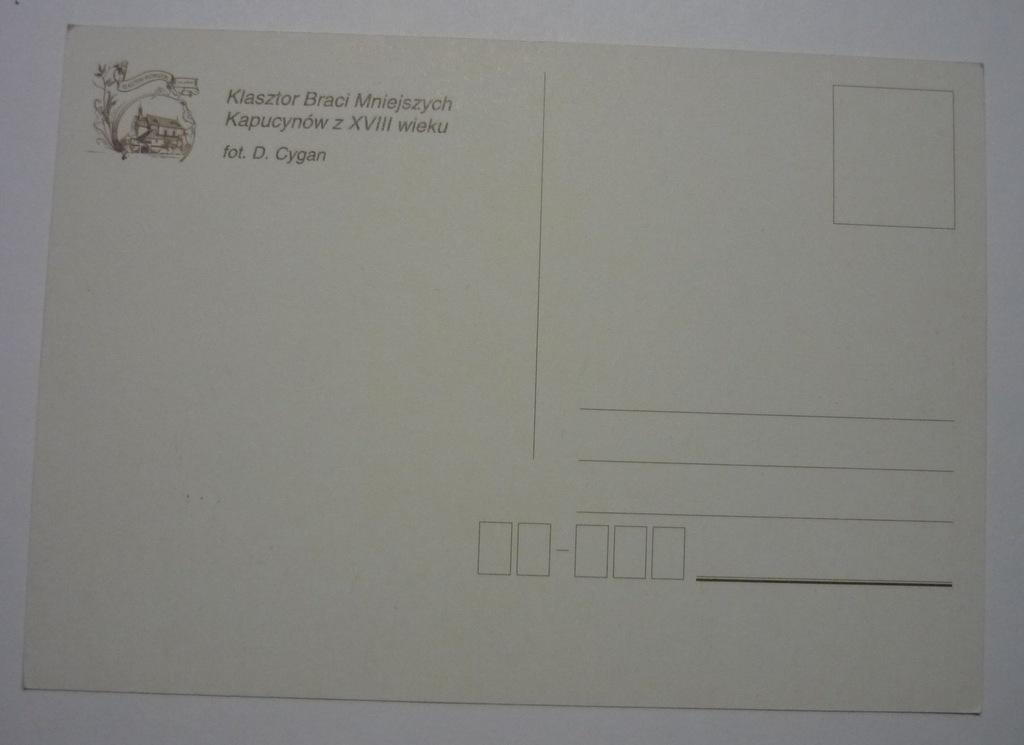 Klasztor Braci Mniejszych
Kapucynów z XVIII wieku
fot. D. Cygan